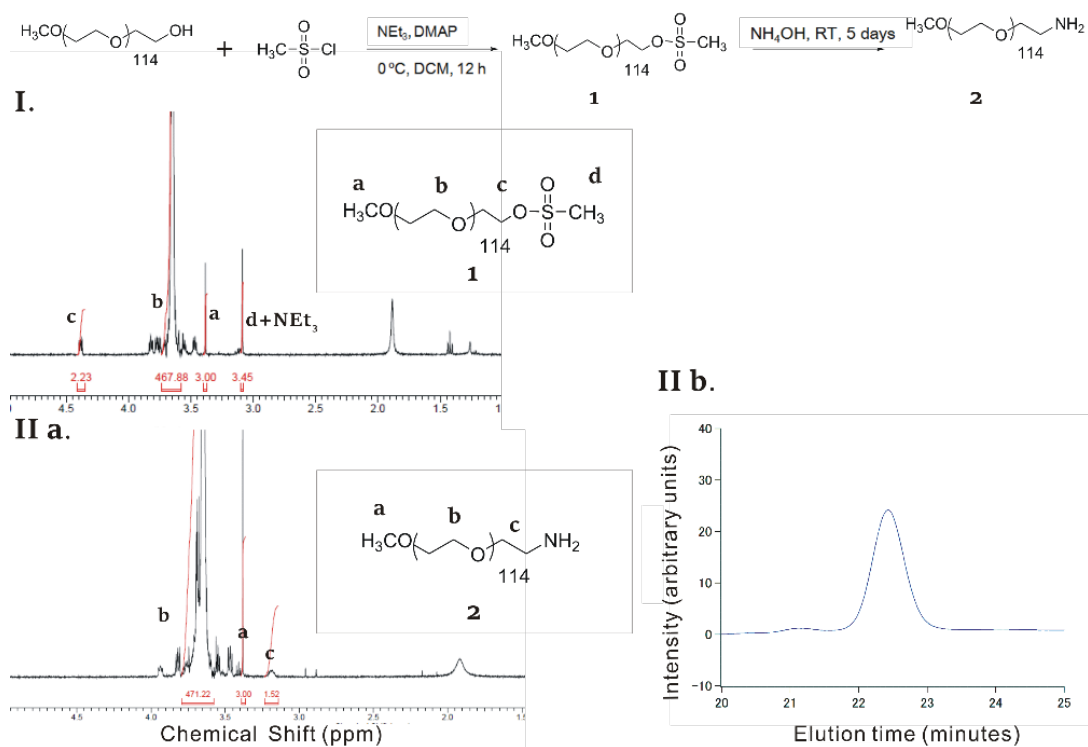 H₃CO OH
114
+
H₃C S Cl
O
O
NEt₃, DMAP
0 ºC, DCM, 12 h
H₃CO O O S CH₃
O
O
114
1
NH₄OH, RT, 5 days
H₃CO O NH₂
114
2
I.
a b c d
H₃CO O O S CH₃
O
O
114
1
c b a d+NEt₃
2.23 467.88 3.00 3.45
4.5 4.0 3.5 3.0 2.5 2.0 1.5
II a.
a b c
H₃CO O NH₂
114
2
b a c
471.22 3.00 1.52
4.5 4.0 3.5 3.0 2.5 2.0
Chemical Shift (ppm)
II b.
Intensity (arbitrary units)
40
30
20
10
0
-10
20 21 22 23 24 25
Elution time (minutes)